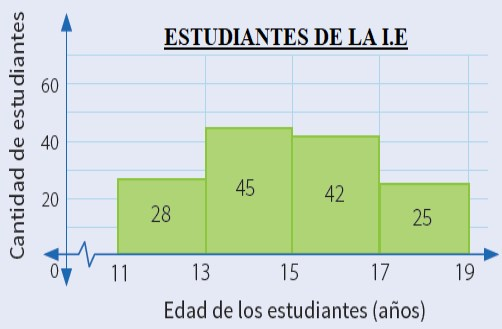 ESTUDIANTES DE LA I.E
Cantidad de estudiantes
60
40
20
0
28
45
42
25
11 13 15 17 19
Edad de los estudiantes (años)